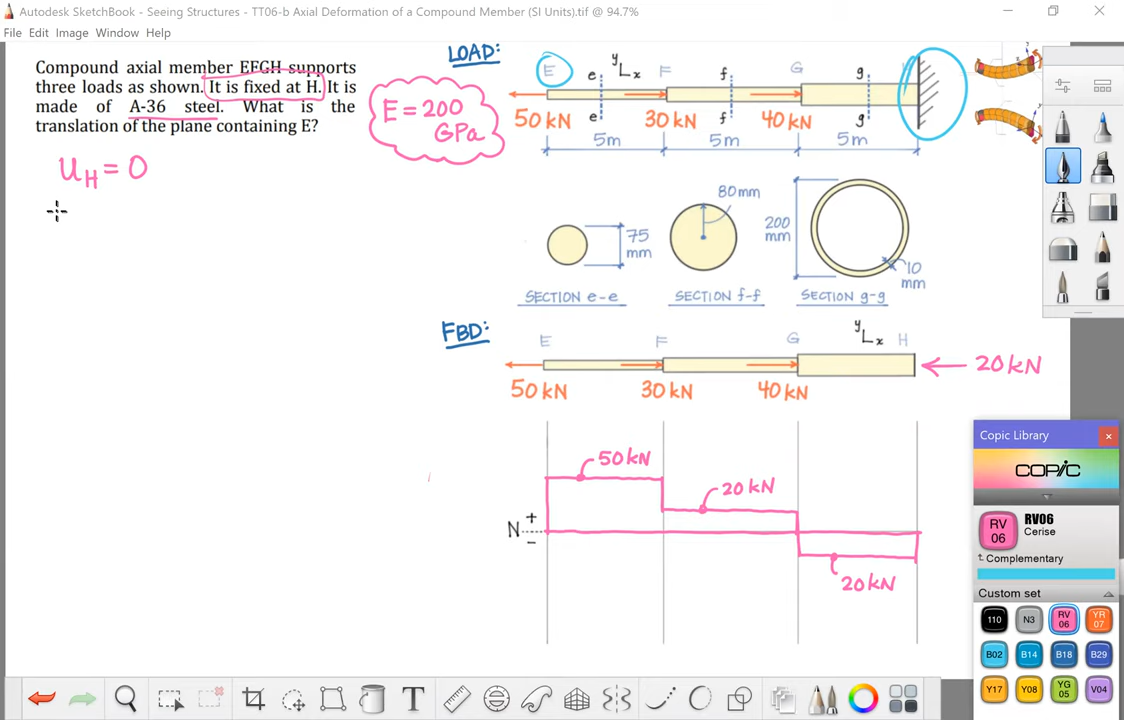 Autodesk SketchBook - Seeing Structures - TT06-b Axial Deformation of a Compound Member (SI Units).tif @ 94.7%
File Edit Image Window Help
Compound axial member EFGH supports
three loads as shown. It is fixed at H. It is
made of A-36 steel. What is the
translation of the plane containing E?
u_H = 0
E = 200
GPa
LOAD:
E
e
y
x
F
f
G
g
50 kN
e
30 kN
f
40 kN
g
5m
5m
5m
75
mm
80mm
200
mm
10
mm
SECTION e-e
SECTION f-f
SECTION g-g
FBD:
E
F
G
y
x
H
50 kN
30 kN
40 kN
20 kN
50 kN
20 kN
N
+
-
20 kN
Copic Library
COPIC
RV
06
RV06
Cerise
Complementary
Custom set
110
N3
RV
06
YR
07
B02
B14
B18
B29
Y17
Y08
YG
05
V04
T